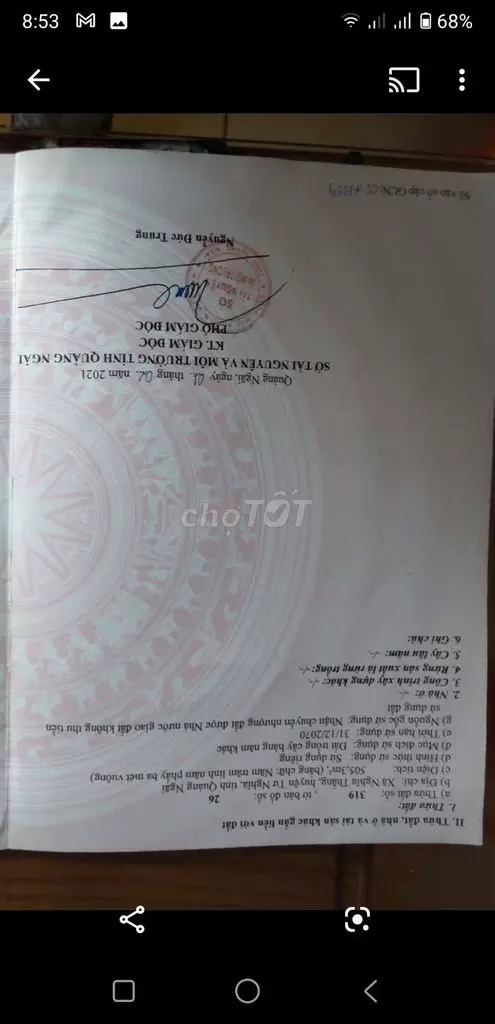 8:53
68%
II. Thửa đất, nhà ở và tài sản khác gắn liền với đất
1. Thửa đất:
a) Thửa đất số: 319 , tờ bản đồ số: 26
b) Địa chỉ: Xã Nghĩa Thắng, huyện Tư Nghĩa, tỉnh Quảng Ngãi
c) Diện tích: 505,3m², (bằng chữ: Năm trăm linh năm phẩy ba mét vuông)
d) Hình thức sử dụng: Sử dụng riêng
đ) Mục đích sử dụng: Đất trồng cây hàng năm khác
e) Thời hạn sử dụng: 31/12/2070
g) Nguồn gốc sử dụng: Nhận chuyển nhượng đất được Nhà nước giao đất không thu tiền
sử dụng đất
2. Nhà ở: -/-
3. Công trình xây dựng khác: -/-
4. Rừng sản xuất là rừng trồng: -/-
5. Cây lâu năm: -/-
6. Ghi chú:
chợTỐT
Quảng Ngãi, ngày tháng năm 2021
SỞ TÀI NGUYÊN VÀ MÔI TRƯỜNG TỈNH QUẢNG NGÃI
KT. GIÁM ĐỐC
PHÓ GIÁM ĐỐC
SỞ
TÀI NGUYÊN
Nguyễn Đức Trung
Số vào sổ cấp GCN: CS 13559